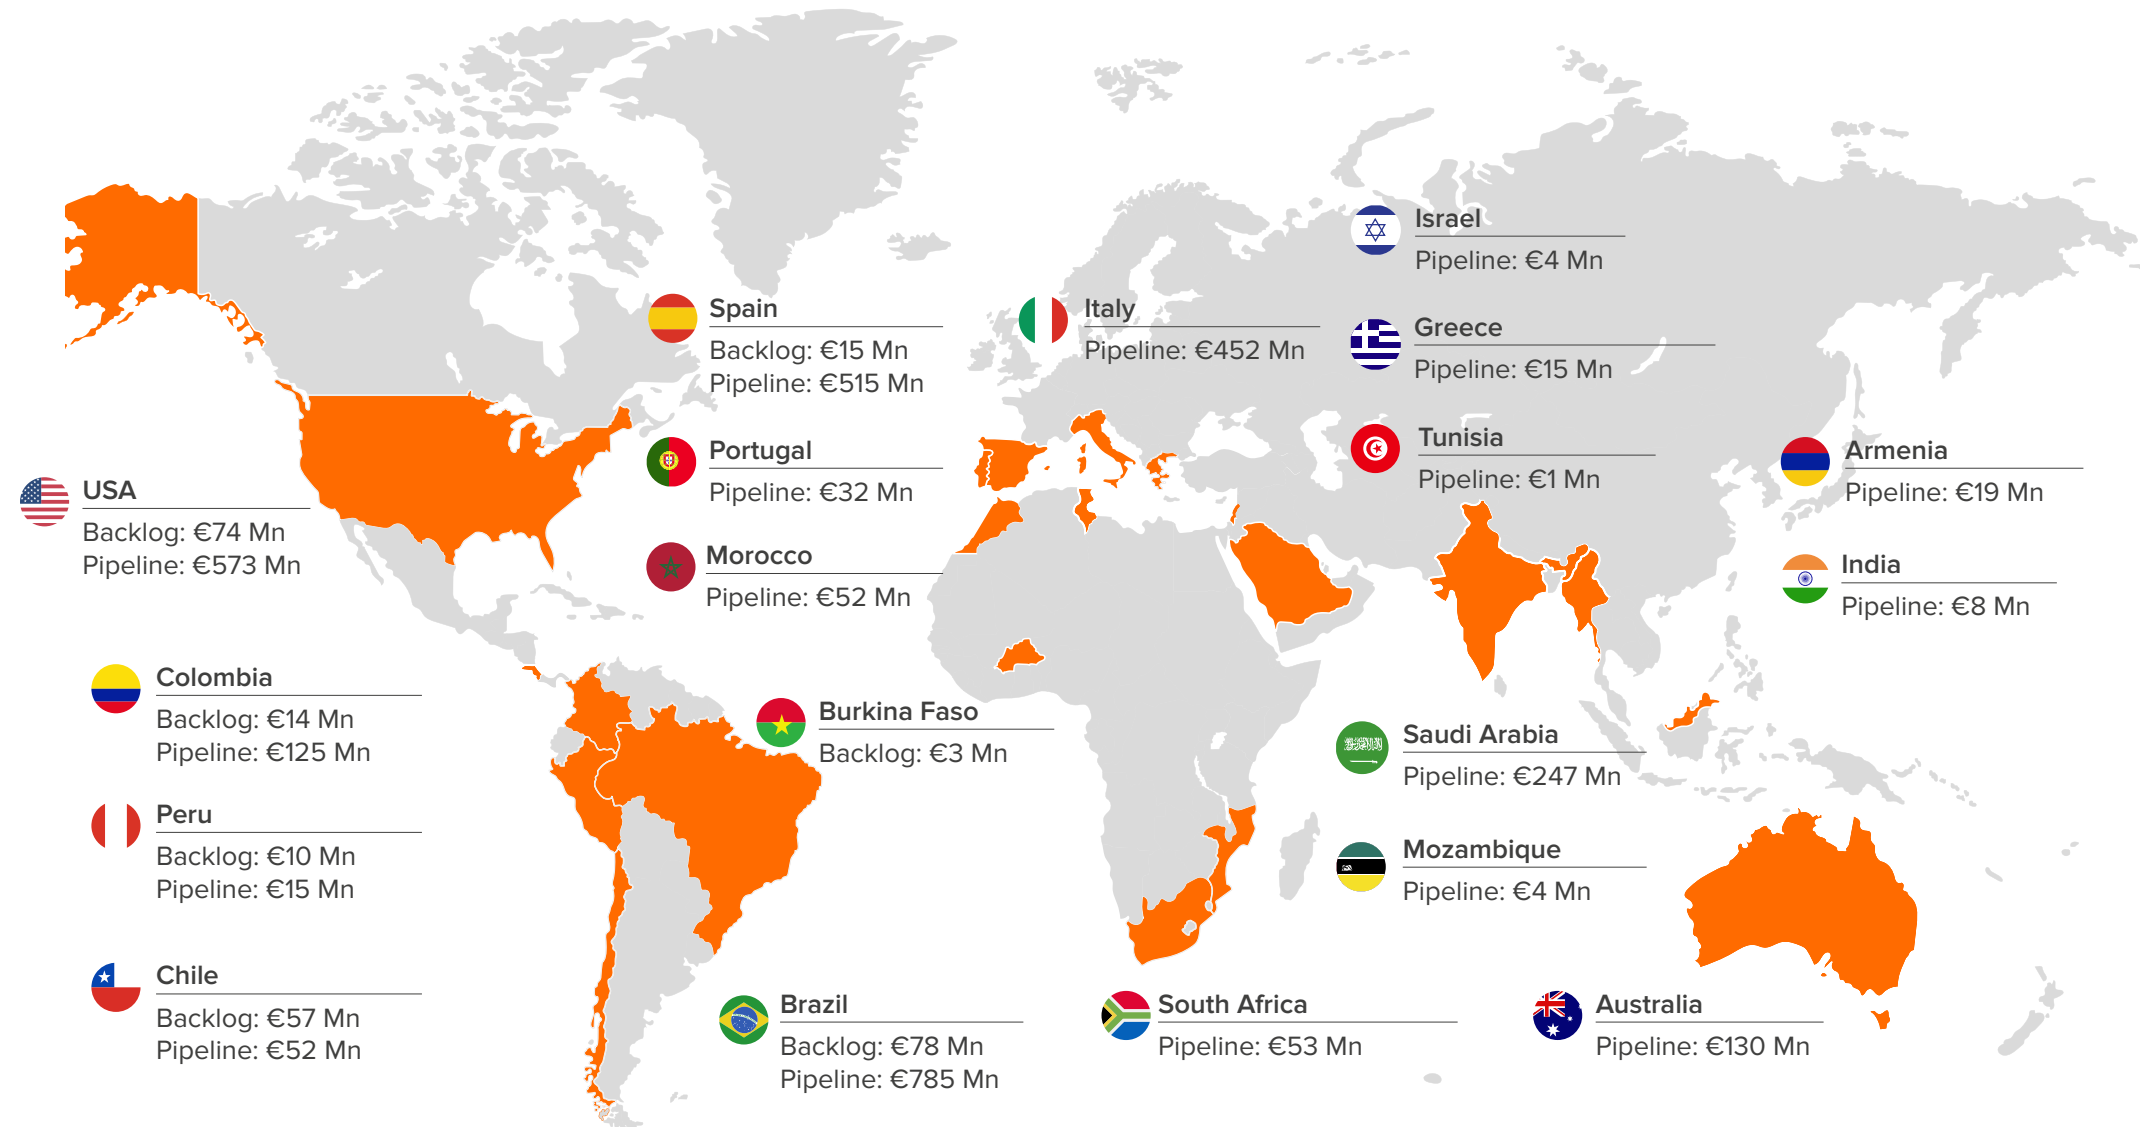 Israel
Pipeline: €4 Mn
Spain
Backlog: €15 Mn
Pipeline: €515 Mn
Italy
Pipeline: €452 Mn
Greece
Pipeline: €15 Mn
Portugal
Pipeline: €32 Mn
Tunisia
Pipeline: €1 Mn
Armenia
Pipeline: €19 Mn
USA
Backlog: €74 Mn
Pipeline: €573 Mn
Morocco
Pipeline: €52 Mn
India
Pipeline: €8 Mn
Colombia
Backlog: €14 Mn
Pipeline: €125 Mn
Burkina Faso
Backlog: €3 Mn
Saudi Arabia
Pipeline: €247 Mn
Peru
Backlog: €10 Mn
Pipeline: €15 Mn
Mozambique
Pipeline: €4 Mn
Chile
Backlog: €57 Mn
Pipeline: €52 Mn
Brazil
Backlog: €78 Mn
Pipeline: €785 Mn
South Africa
Pipeline: €53 Mn
Australia
Pipeline: €130 Mn